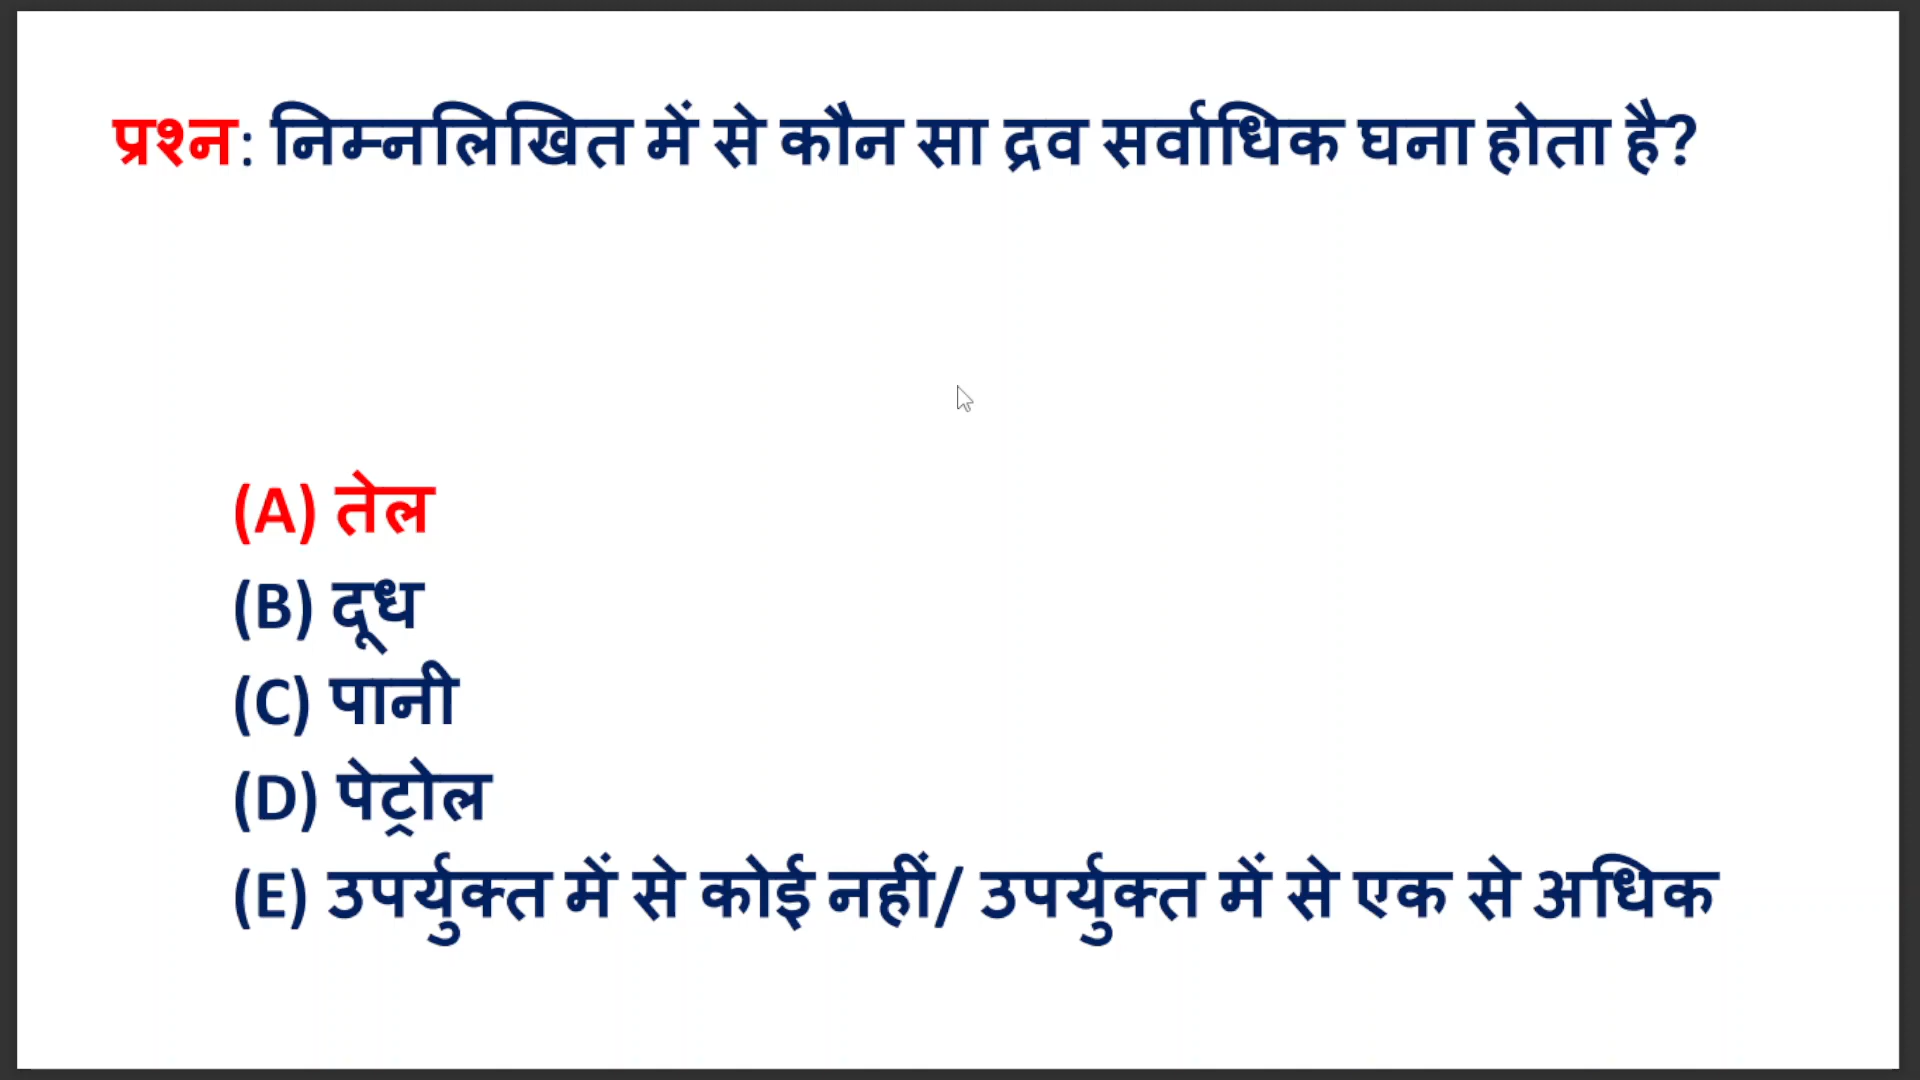 प्रश्न: निम्नलिखित में से कौन सा द्रव सर्वाधिक घना होता है?
(A) तेल
(B) दूध
(C) पानी
(D) पेट्रोल
(E) उपर्युक्त में से कोई नहीं/ उपर्युक्त में से एक से अधिक